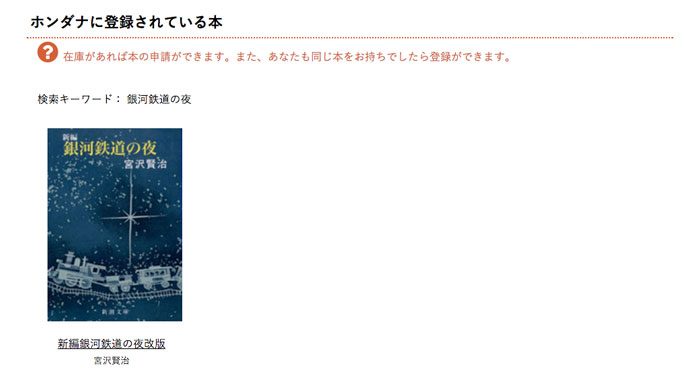 ホンダナに登録されている本
? 在庫があれば本の申請ができます。また、あなたも同じ本をお持ちでしたら登録ができます。
検索キーワード： 銀河鉄道の夜
新編
銀河鉄道の夜
宮沢賢治
新潮文庫
新編銀河鉄道の夜改版
宮沢賢治